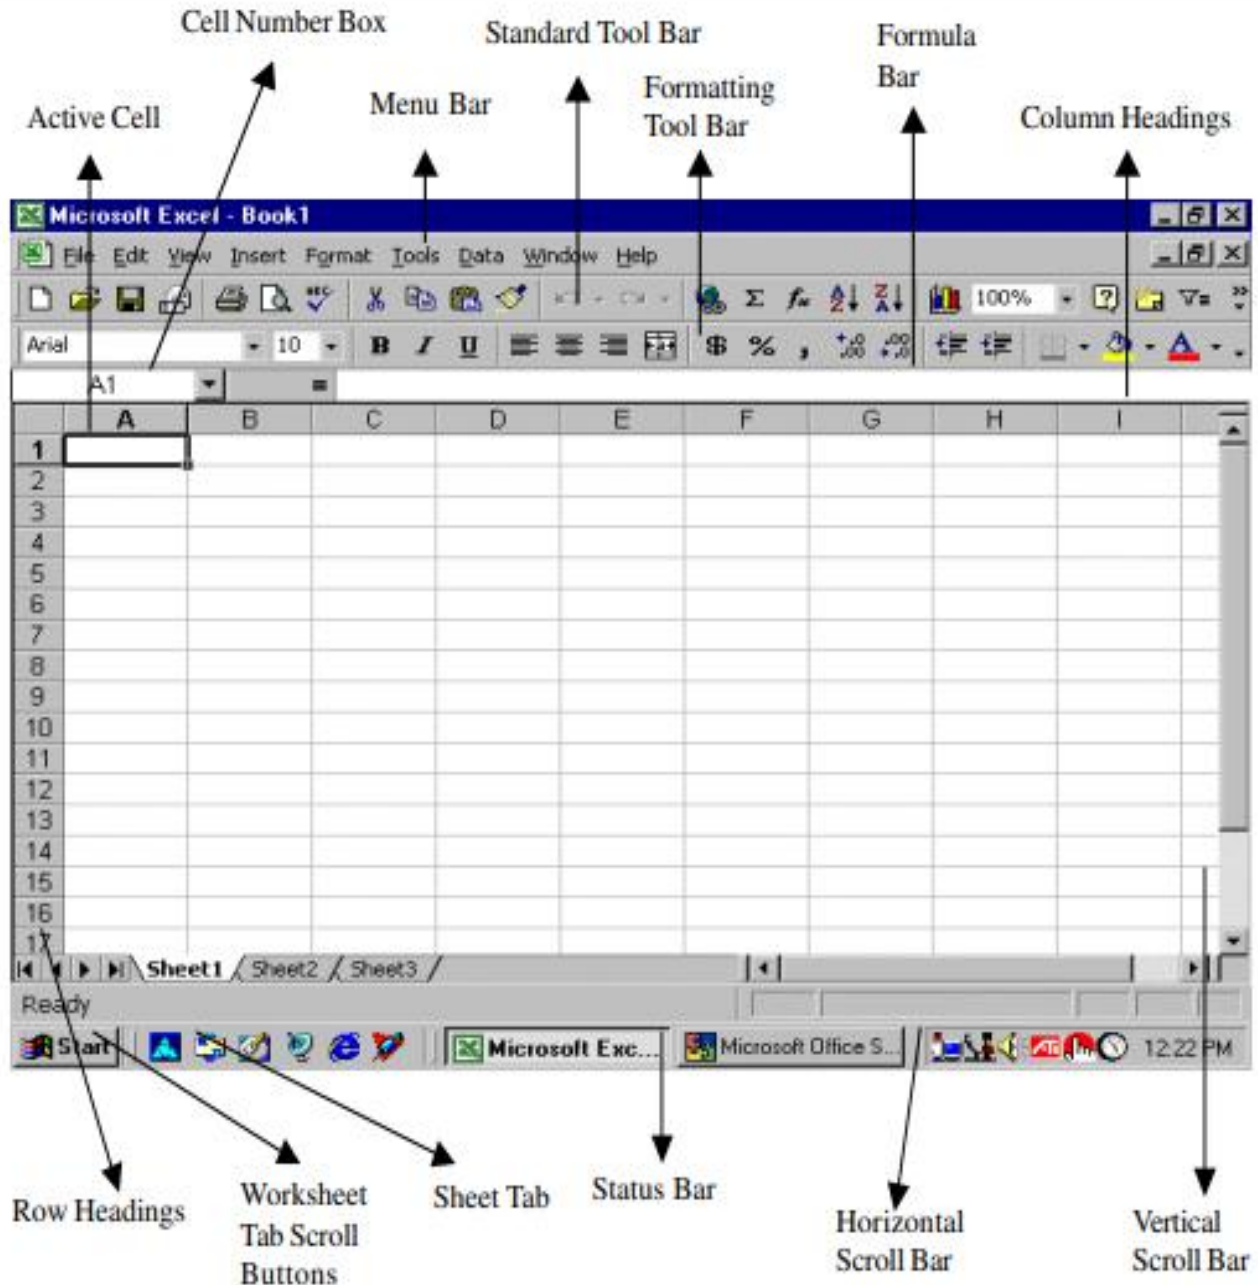 Cell Number Box
Standard Tool Bar
Formula
Bar
Formatting
Tool Bar
Active Cell
Menu Bar
Column Headings
Microsoft Excel - Book1
File Edit View Insert Format Tools Data Window Help
100%
Arial 10 B I U $ % ,
A1 =
A B C D E F G H I
1
2
3
4
5
6
7
8
9
10
11
12
13
14
15
16
17
Sheet1 Sheet2 Sheet3
Ready
Start Microsoft Exc... Microsoft Office S... ATI 12:22 PM
Row Headings
Worksheet
Tab Scroll
Buttons
Sheet Tab
Status Bar
Horizontal
Scroll Bar
Vertical
Scroll Bar